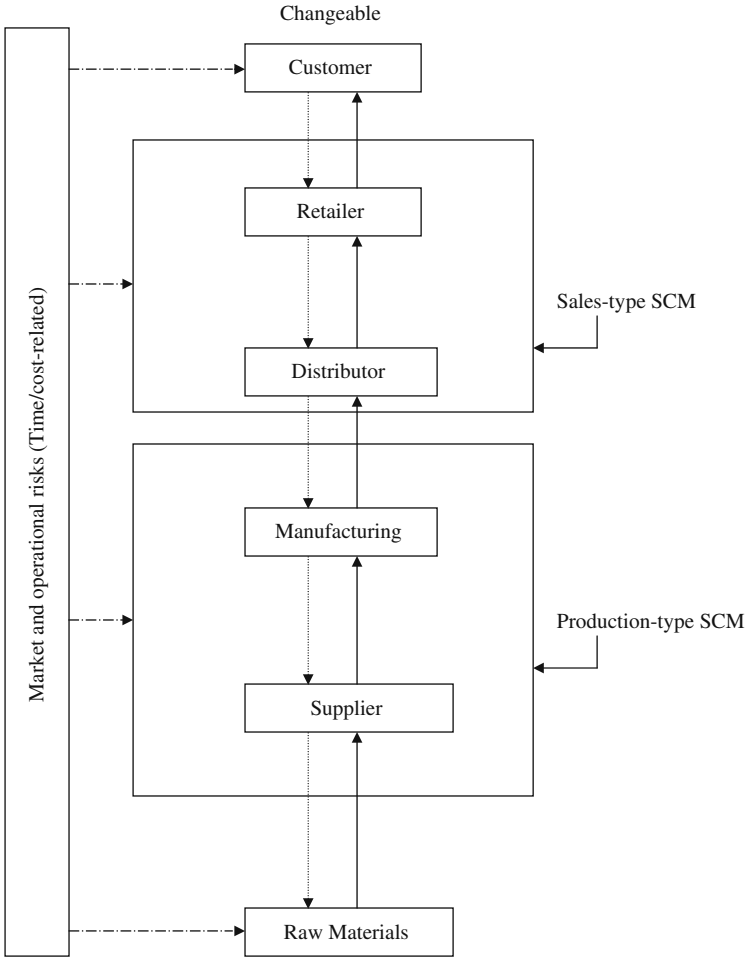 Changeable
Customer
Retailer
Sales-type SCM
Distributor
Market and operational risks (Time/cost-related)
Manufacturing
Production-type SCM
Supplier
Raw Materials